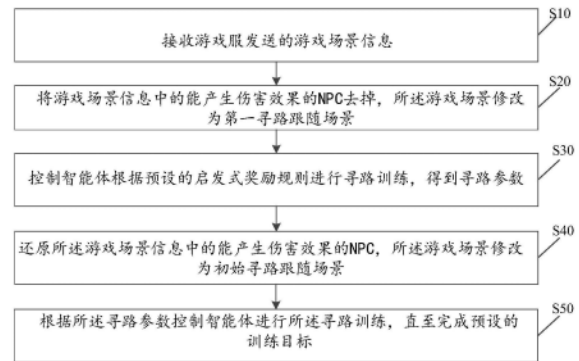 S10
接收游戏服发送的游戏场景信息
S20
将游戏场景信息中的能产生伤害效果的NPC去掉，所述游戏场景修改
为第一寻路跟随场景
S30
控制智能体根据预设的启发式奖励规则进行寻路训练，得到寻路参数
S40
还原所述游戏场景信息中的能产生伤害效果的NPC，所述游戏场景修改
为初始寻路跟随场景
S50
根据所述寻路参数控制智能体进行所述寻路训练，直至完成预设的
训练目标